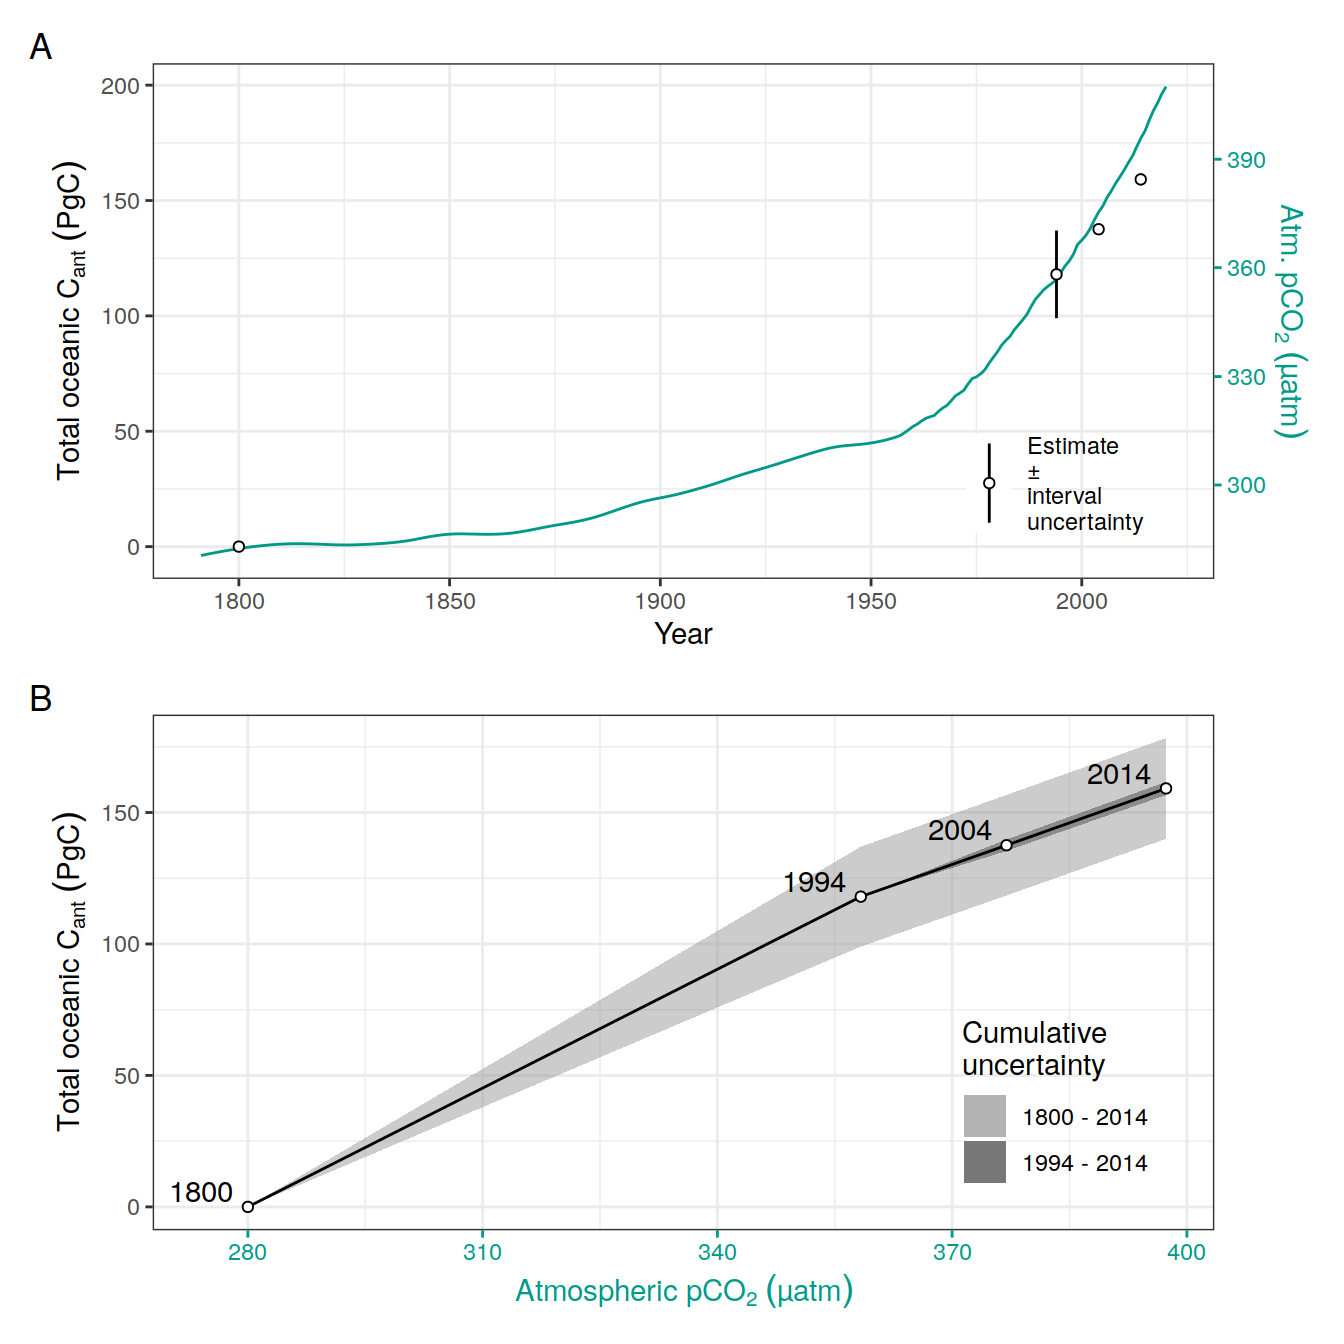 A
Total oceanic Cant (PgC)
200
150
100
50
0
390
360
330
300
Atm. pCO2 (µatm)
Estimate
±
interval
uncertainty
1800 1850 1900 1950 2000
Year
B
Total oceanic Cant (PgC)
150
100
50
0
2014
2004
1994
1800
Cumulative
uncertainty
1800 - 2014
1994 - 2014
280 310 340 370 400
Atmospheric pCO2 (µatm)